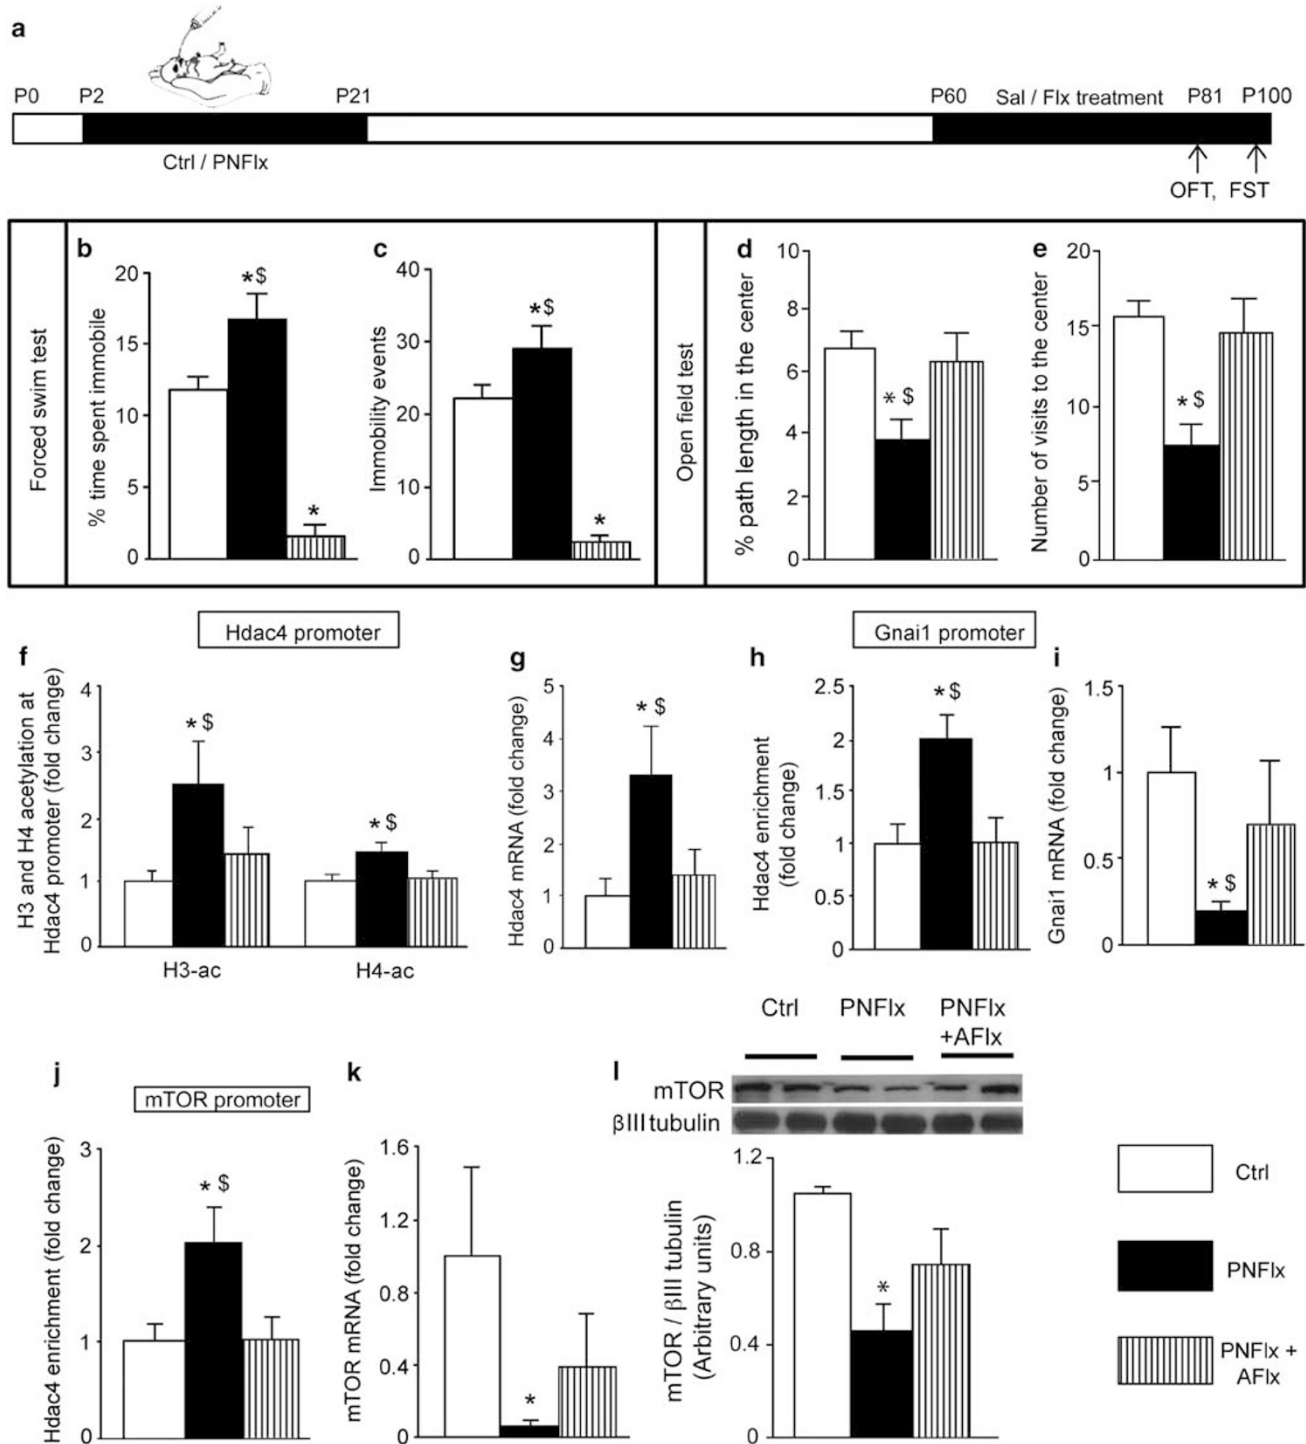 a
P0 P2 P21 P60 Sal / Flx treatment P81 P100
Ctrl / PNFlx
OFT, FST
Forced swim test
b
% time spent immobile
20
15
10
5
0
*$
*
c
Immobility events
40
30
20
10
0
*$
*
Open field test
d
% path length in the center
10
8
6
4
2
0
* $
e
Number of visits to the center
20
15
10
5
0
* $
Hdac4 promoter
f
H3 and H4 acetylation at
Hdac4 promoter (fold change)
4
3
2
1
0
* $
* $
H3-ac H4-ac
g
Hdac4 mRNA (fold change)
5
4
3
2
1
0
* $
Gnai1 promoter
h
Hdac4 enrichment
(fold change)
2.5
2
1.5
1
0.5
0
*$
i
Gnai1 mRNA (fold change)
1.5
1
0.5
0
* $
j
mTOR promoter
Hdac4 enrichment (fold change)
3
2
1
0
* $
k
mTOR mRNA (fold change)
1.6
1.2
0.8
0.4
0
*
l
Ctrl PNFlx PNFlx
+AFlx
mTOR
βIII tubulin
mTOR / βIII tubulin
(Arbitrary units)
1.2
0.8
0.4
0
*
Ctrl
PNFlx
PNFlx +
AFlx